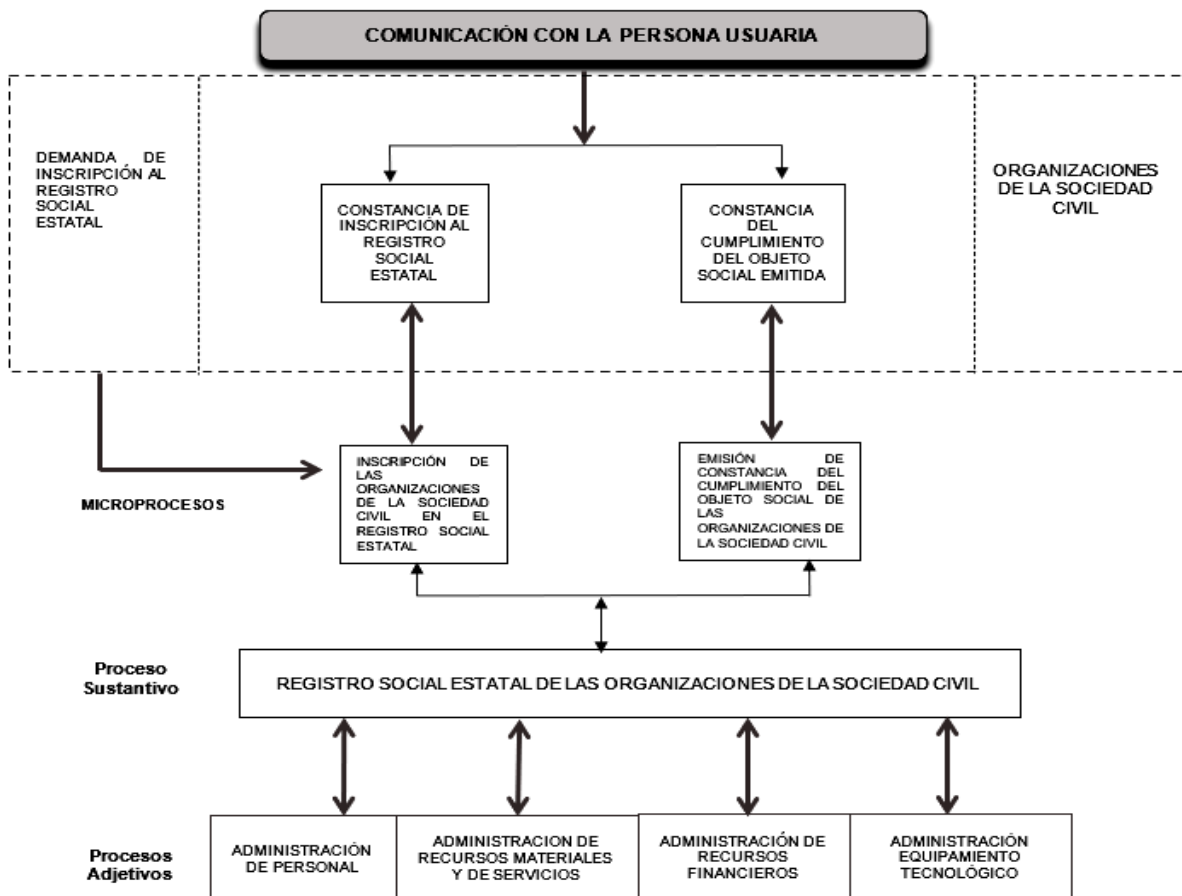 COMUNICACIÓN CON LA PERSONA USUARIA
DEMANDA DE
INSCRIPCIÓN AL
REGISTRO
SOCIAL
ESTATAL
CONSTANCIA DE
INSCRIPCIÓN AL
REGISTRO
SOCIAL
ESTATAL
CONSTANCIA
DEL
CUMPLIMIENTO
DEL OBJETO
SOCIAL EMITIDA
ORGANIZACIONES
DE LA SOCIEDAD
CIVIL
MICROPROCESOS
INSCRIPCIÓN DE
LAS
ORGANIZACIONES
DE LA SOCIEDAD
CIVIL EN EL
REGISTRO SOCIAL
ESTATAL
EMISIÓN DE
CONSTANCIA DEL
CUMPLIMIENTO DEL
OBJETO SOCIAL DE
LAS
ORGANIZACIONES DE
LA SOCIEDAD CIVIL
Proceso
Sustantivo
REGISTRO SOCIAL ESTATAL DE LAS ORGANIZACIONES DE LA SOCIEDAD CIVIL
Procesos
Adjetivos
ADMINISTRACIÓN
DE PERSONAL
ADMINISTRACION DE
RECURSOS MATERIALES
Y DE SERVICIOS
ADMINISTRACIÓN DE
RECURSOS
FINANCIEROS
ADMINISTRACIÓN
EQUIPAMIENTO
TECNOLÓGICO